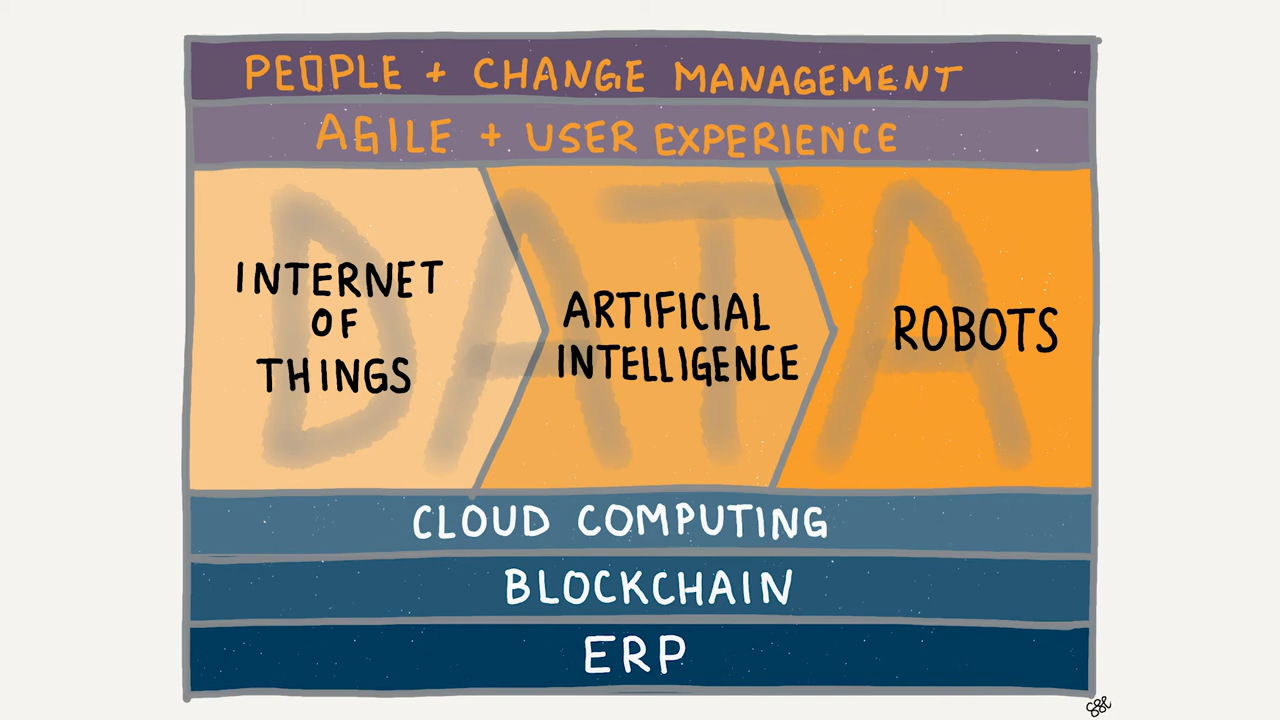 PEOPLE + CHANGE MANAGEMENT
AGILE + USER EXPERIENCE
DATA
INTERNET
OF
THINGS
ARTIFICIAL
INTELLIGENCE
ROBOTS
CLOUD COMPUTING
BLOCKCHAIN
ERP